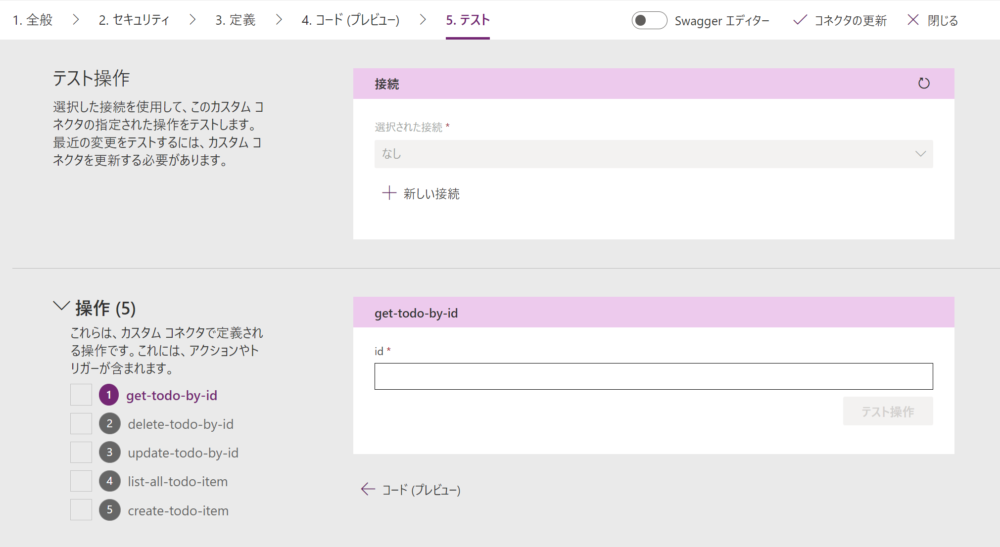 1. 全般
2. セキュリティ
3. 定義
4. コード (プレビュー)
5. テスト
Swagger エディター
コネクタの更新
閉じる
テスト操作
選択した接続を使用して、このカスタム コ
ネクタの指定された操作をテストします。
最近の変更をテストするには、カスタム コ
ネクタを更新する必要があります。
接続
選択された接続 *
なし
新しい接続
操作 (5)
これらは、カスタム コネクタで定義され
る操作です。これには、アクションやト
リガーが含まれます。
1 get-todo-by-id
2 delete-todo-by-id
3 update-todo-by-id
4 list-all-todo-item
5 create-todo-item
get-todo-by-id
id *
テスト操作
コード (プレビュー)